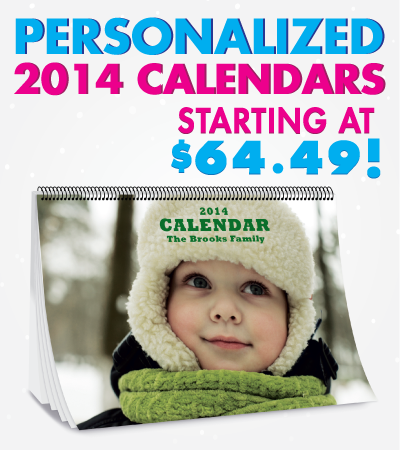 PERSONALIZED
2014 CALENDARS
STARTING AT
$64.49!
2014
CALENDAR
The Brooks Family